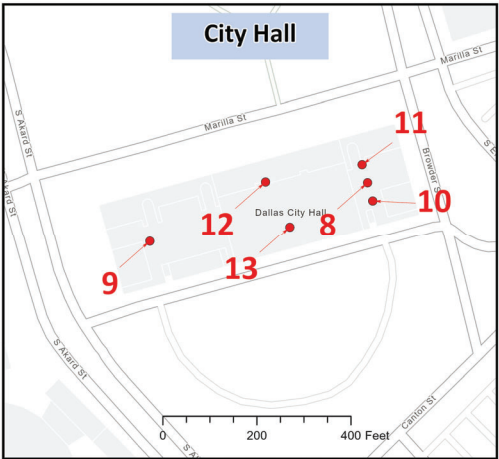 City Hall
Marilla St
S Akard St
Marilla St
S E
11
Browder S
S Akard St
12
Dallas City Hall
8
10
9
13
S Akard St
Canton St
0 200 400 Feet
S A